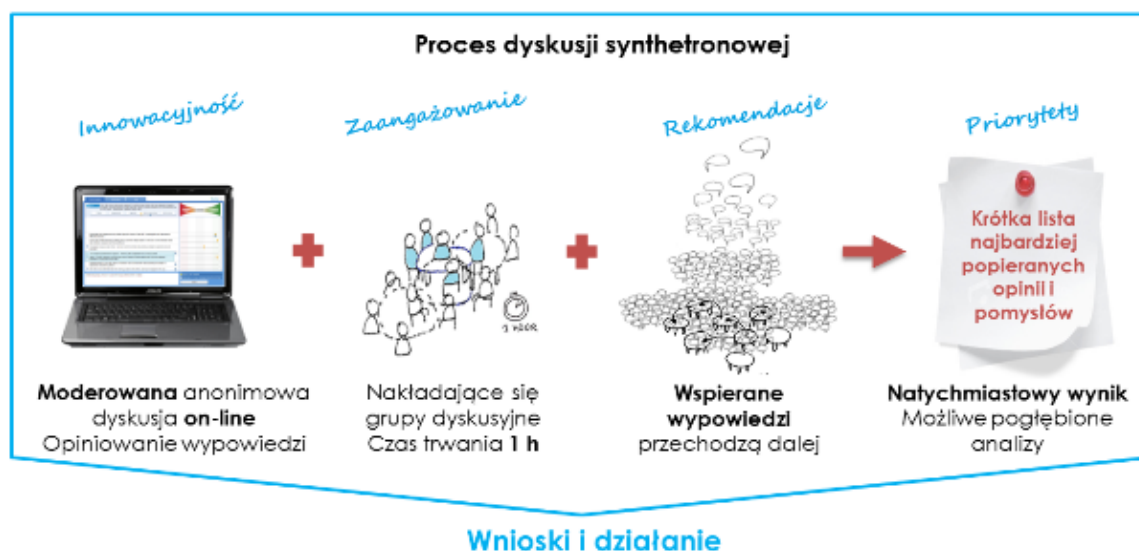 Proces dyskusji synthetronowej
Innowacyjność
Zaangażowanie
Rekomendacje
Priorytety
1 HOUR
Krótka lista
najbardziej
popieranych
opinii i
pomysłów
Moderowana anonimowa
dyskusja on-line
Opiniowanie wypowiedzi
Nakładające się
grupy dyskusyjne
Czas trwania 1 h
Wspierane
wypowiedzi
przechodzą dalej
Natychmiastowy wynik
Możliwe pogłębione
analizy
Wnioski i działanie